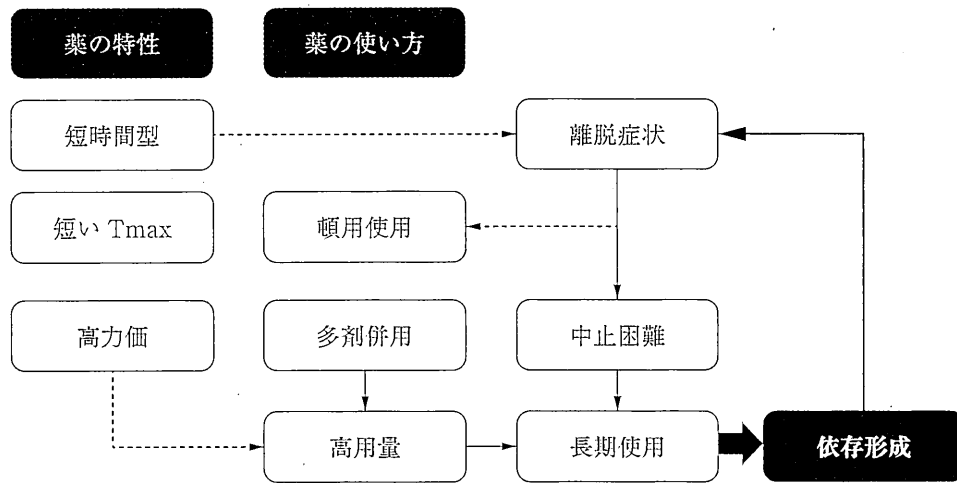 薬の特性
薬の使い方
短時間型
離脱症状
短い Tmax
頓用使用
高力価
多剤併用
中止困難
高用量
長期使用
依存形成